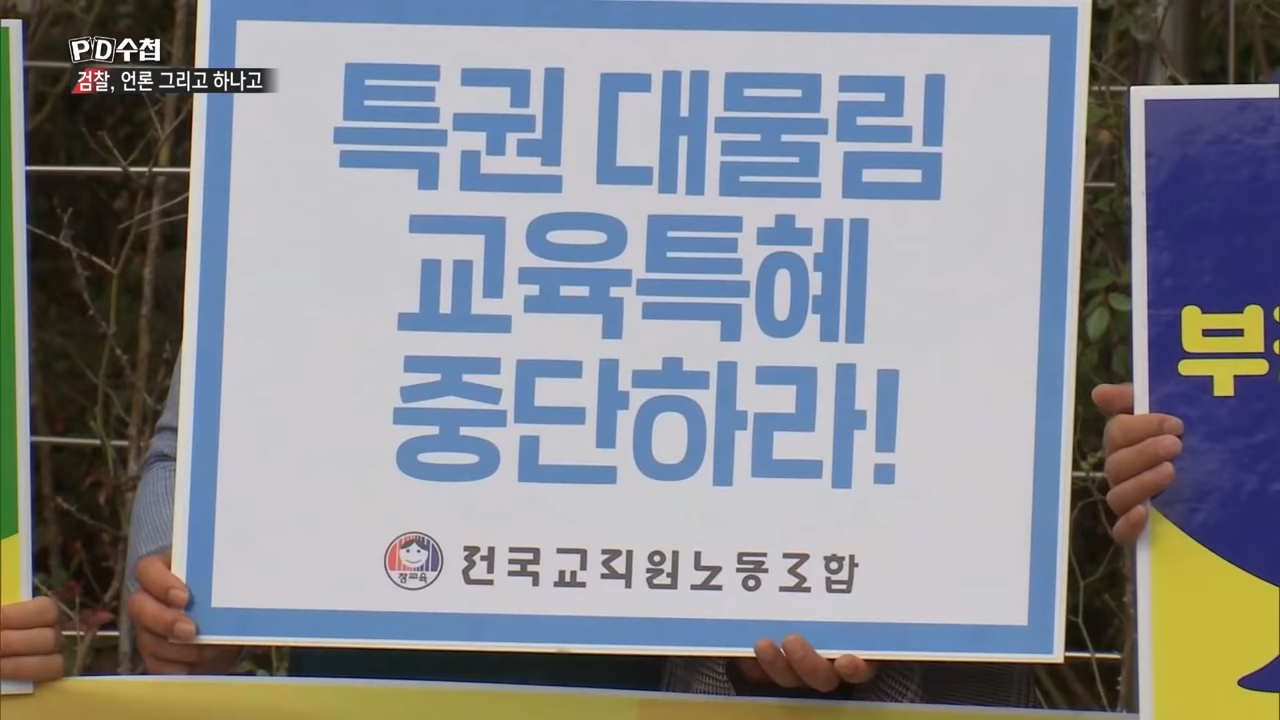 PD수첩
검찰, 언론 그리고 하나고
특권 대물림
교육특혜
중단하라!
참교육
전국교직원노동조합
부